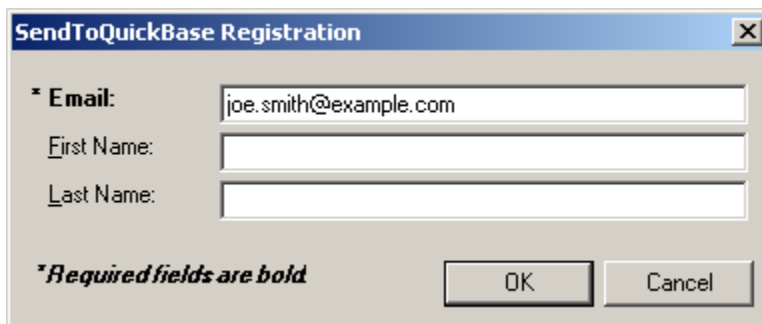 SendToQuickBase Registration
* Email: joe.smith@example.com
First Name:
Last Name:
*Required fields are bold
OK Cancel